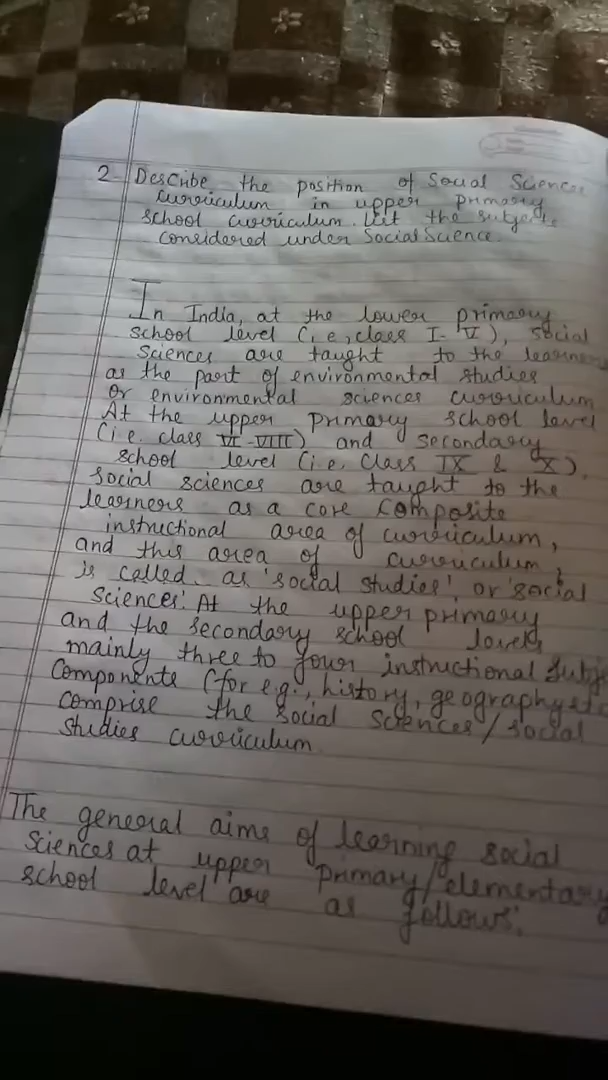 2. Describe the position of Social Science
curriculum in upper primary
school curriculum. List the subjects
considered under Social Science.
In India, at the lower primary
school level (i.e, class I-V), social
sciences are taught to the learners
as the part of environmental studies
or environmental sciences curriculum.
At the upper primary school level
(i.e. class VI-VIII) and secondary
school level (i.e. Class IX & X),
social sciences are taught to the
learners as a core composite
instructional area of curriculum,
and this area of curriculum,
is called as 'social studies', or 'social
sciences'. At the upper primary
and the secondary school levels
mainly three to four instructional subj
components (for e.g., history, geography etc
comprise the social sciences/social
studies curriculum
The general aims of learning social
sciences at upper primary/elementary
school level are as follows: